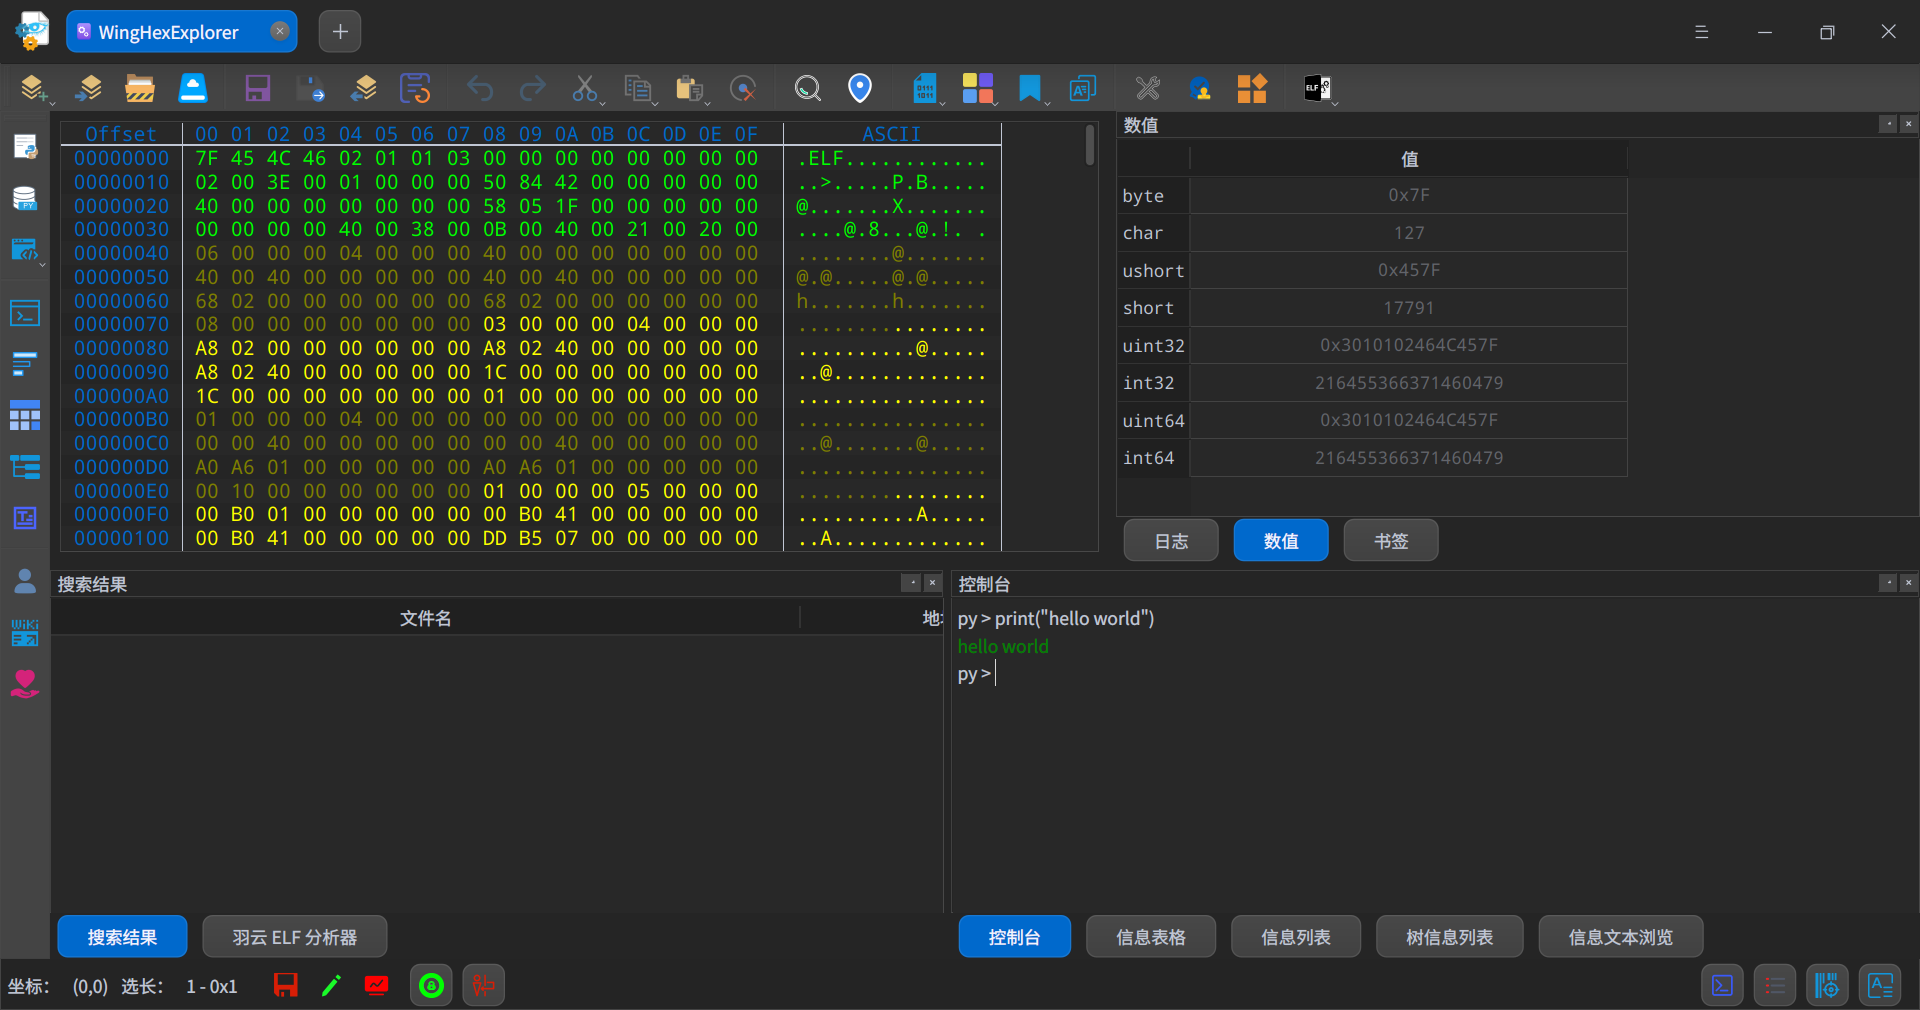 WingHexExplorer
Offset 00 01 02 03 04 05 06 07 08 09 0A 0B 0C 0D 0E 0F ASCII
00000000 7F 45 4C 46 02 01 01 03 00 00 00 00 00 00 00 00 .ELF............
00000010 02 00 3E 00 01 00 00 00 50 84 42 00 00 00 00 00 ..>.....P.B.....
00000020 40 00 00 00 00 00 00 00 58 05 1F 00 00 00 00 00 @.......X.......
00000030 00 00 00 00 40 00 38 00 0B 00 40 00 21 00 20 00 ....@.8...@.!. .
00000040 06 00 00 00 04 00 00 00 40 00 00 00 00 00 00 00 ........@.......
00000050 40 00 40 00 00 00 00 00 40 00 40 00 00 00 00 00 @.@.....@.@.....
00000060 68 02 00 00 00 00 00 00 68 02 00 00 00 00 00 00 h.......h.......
00000070 08 00 00 00 00 00 00 00 03 00 00 00 04 00 00 00 ................
00000080 A8 02 00 00 00 00 00 00 A8 02 40 00 00 00 00 00 ..........@.....
00000090 A8 02 40 00 00 00 00 00 1C 00 00 00 00 00 00 00 ..@.............
000000A0 1C 00 00 00 00 00 00 00 01 00 00 00 00 00 00 00 ................
000000B0 01 00 00 00 04 00 00 00 00 00 00 00 00 00 00 00 ................
000000C0 00 00 40 00 00 00 00 00 00 00 40 00 00 00 00 00 ..@.......@.....
000000D0 A0 A6 01 00 00 00 00 00 A0 A6 01 00 00 00 00 00 ................
000000E0 00 10 00 00 00 00 00 00 01 00 00 00 05 00 00 00 ................
000000F0 00 B0 01 00 00 00 00 00 00 B0 41 00 00 00 00 00 ..........A.....
00000100 00 B0 41 00 00 00 00 00 DD B5 07 00 00 00 00 00 ..A.............
数值
值
byte 0x7F
char 127
ushort 0x457F
short 17791
uint32 0x3010102464C457F
int32 216455366371460479
uint64 0x3010102464C457F
int64 216455366371460479
日志 数值 书签
搜索结果
文件名 地
控制台
py > print("hello world")
hello world
py >
搜索结果 羽云 ELF 分析器
控制台 信息表格 信息列表 树信息列表 信息文本浏览
坐标： (0,0) 选长： 1 - 0x1
WiKi
ELF